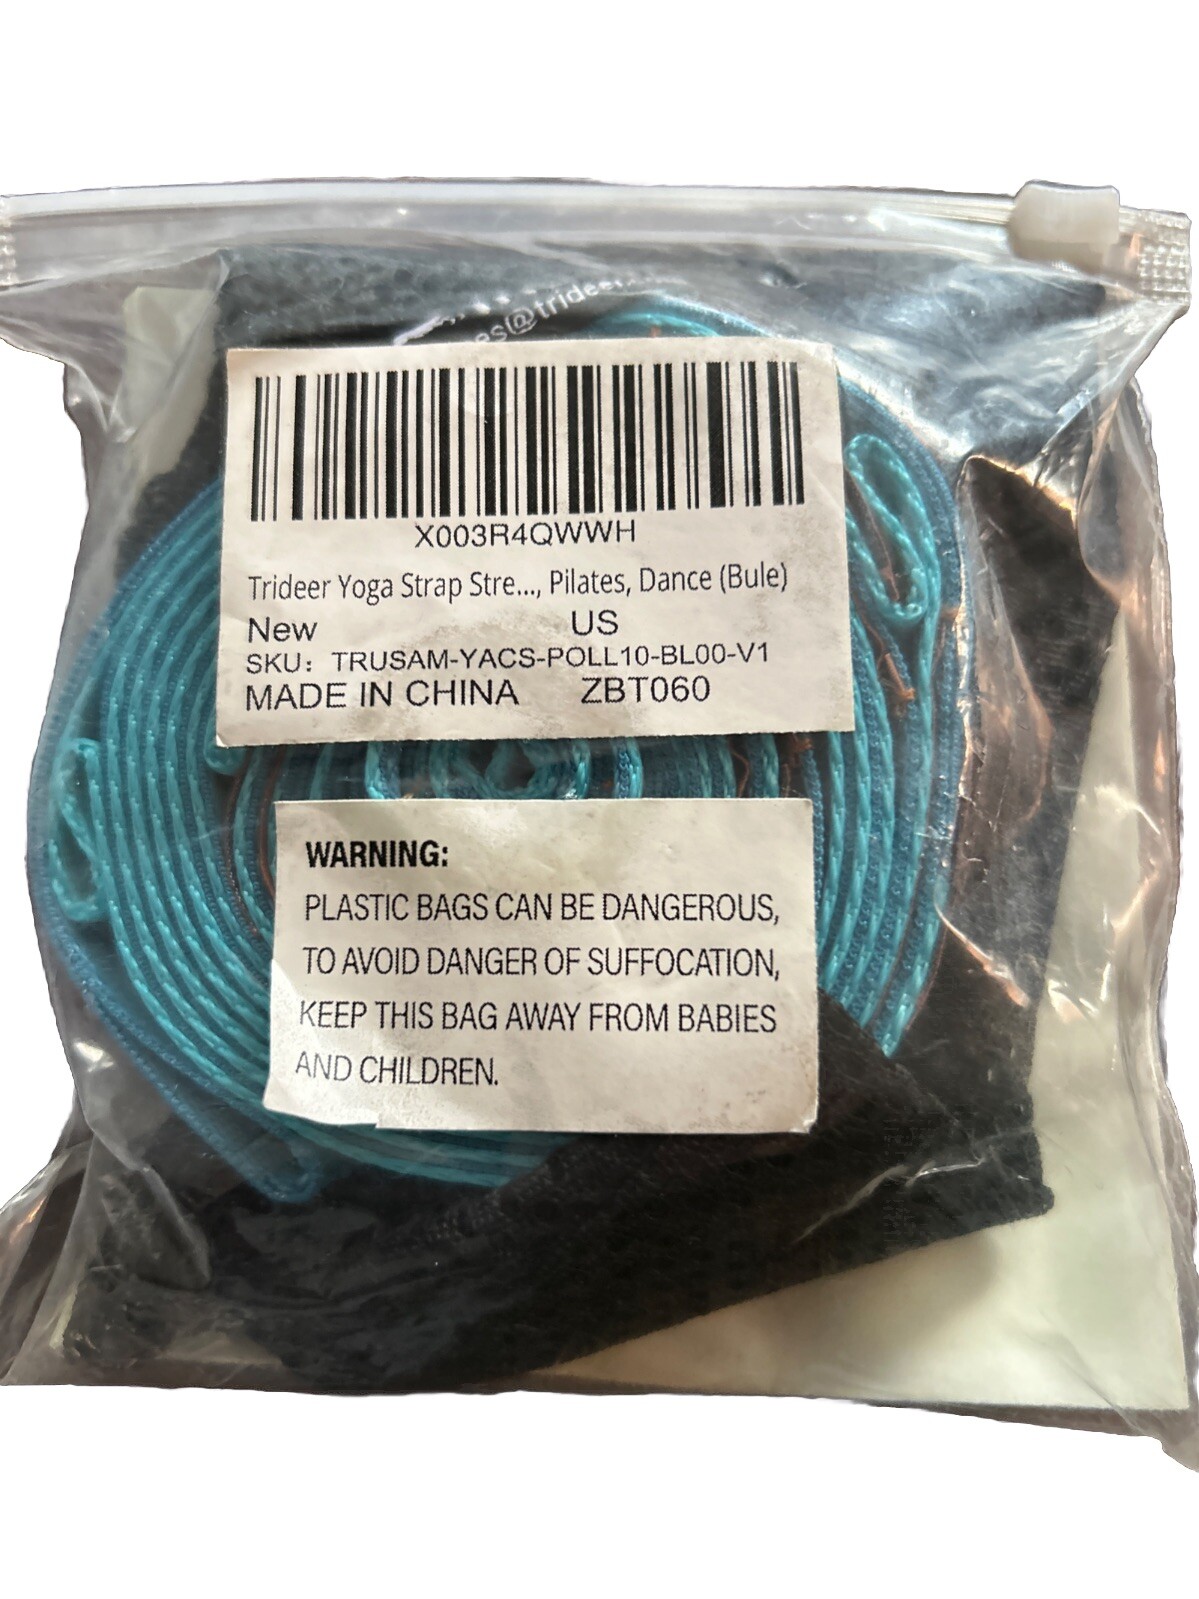 es@trideer
X003R4QWWH
Trideer Yoga Strap Stre..., Pilates, Dance (Bule)
New US
SKU: TRUSAM-YACS-POLL10-BL00-V1
MADE IN CHINA ZBT060
WARNING:
PLASTIC BAGS CAN BE DANGEROUS,
TO AVOID DANGER OF SUFFOCATION,
KEEP THIS BAG AWAY FROM BABIES
AND CHILDREN.